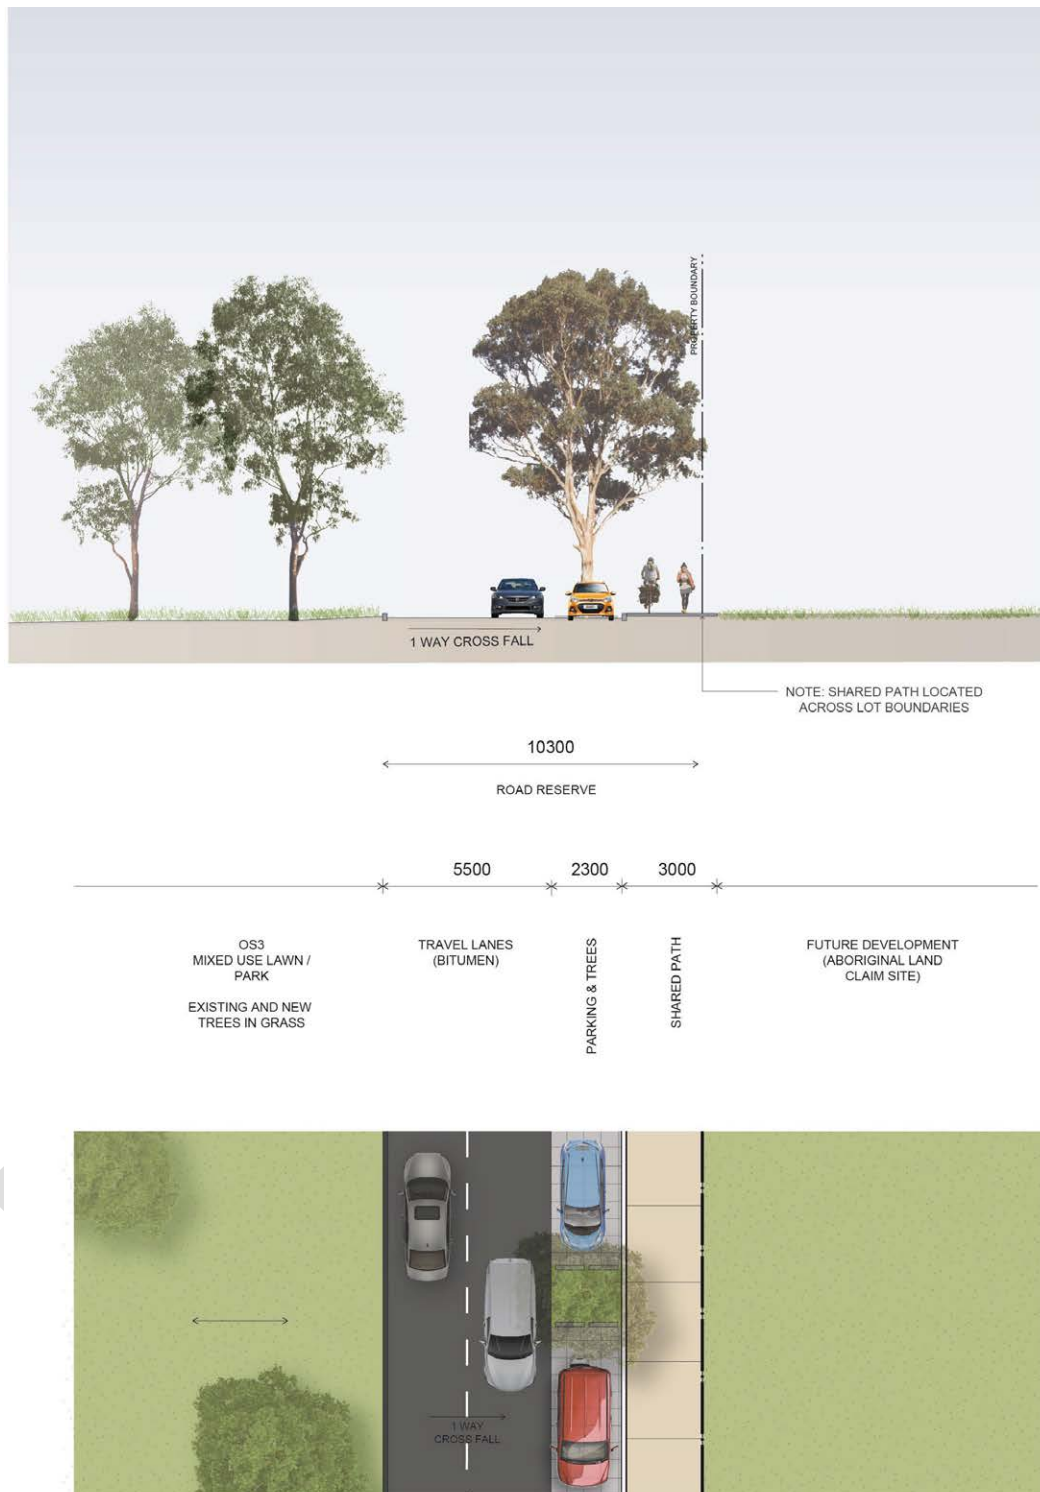 PROPERTY BOUNDARY
1 WAY CROSS FALL
NOTE: SHARED PATH LOCATED
ACROSS LOT BOUNDARIES
10300
ROAD RESERVE
5500
2300
3000
OS3
MIXED USE LAWN /
PARK
EXISTING AND NEW
TREES IN GRASS
TRAVEL LANES
(BITUMEN)
PARKING & TREES
SHARED PATH
FUTURE DEVELOPMENT
(ABORIGINAL LAND
CLAIM SITE)
1 WAY
CROSS FALL